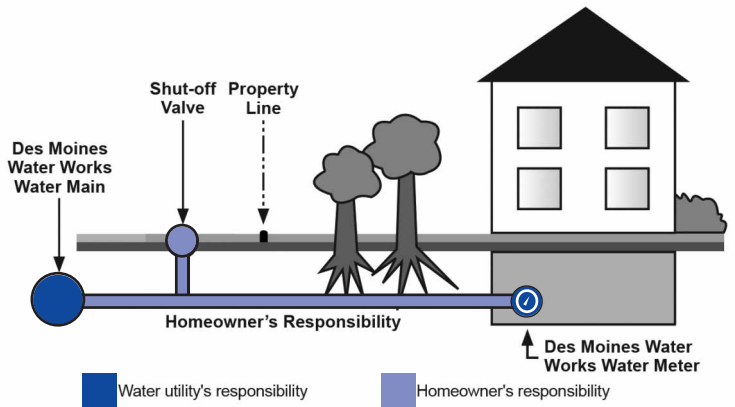 Shut-off
Valve
Property
Line
Des Moines
Water Works
Water Main
Homeowner's Responsibility
Des Moines Water
Works Water Meter
Water utility's responsibility
Homeowner's responsibility